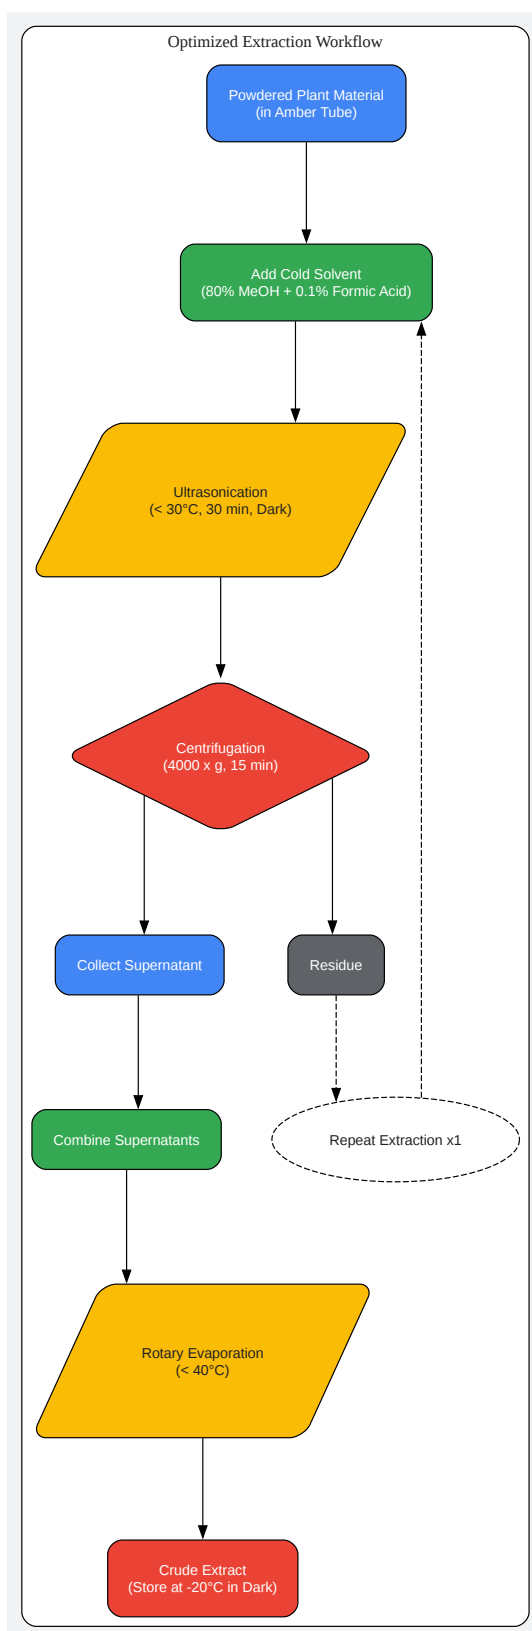 Optimized Extraction Workflow
Powdered Plant Material
(in Amber Tube)
Add Cold Solvent
(80% MeOH + 0.1% Formic Acid)
Ultrasonication
(< 30°C, 30 min, Dark)
Centrifugation
(4000 x g, 15 min)
Collect Supernatant
Residue
Combine Supernatants
Repeat Extraction x1
Rotary Evaporation
(< 40°C)
Crude Extract
(Store at -20°C in Dark)